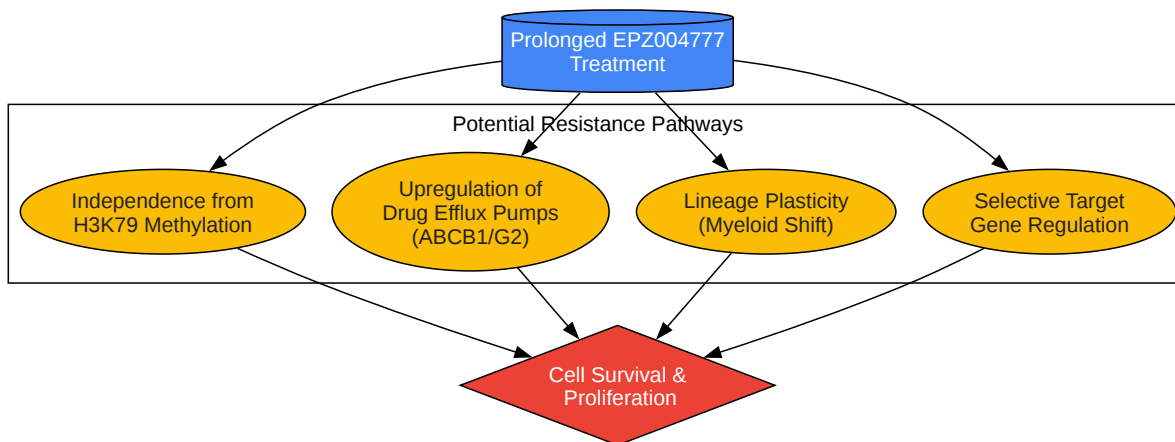 Prolonged EPZ004777
Treatment
Potential Resistance Pathways
Independence from
H3K79 Methylation
Upregulation of
Drug Efflux Pumps
(ABCB1/G2)
Lineage Plasticity
(Myeloid Shift)
Selective Target
Gene Regulation
Cell Survival &
Proliferation